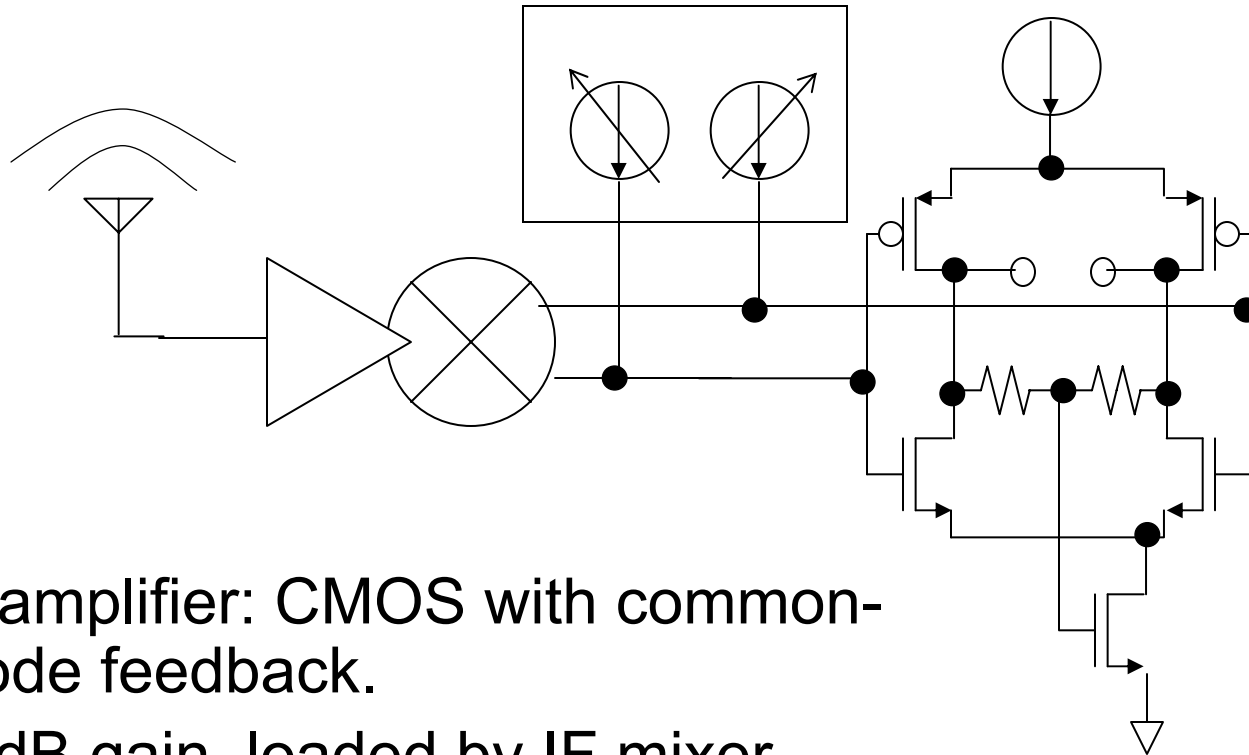 amplifier: CMOS with common-
ode feedback.
dB gain, loaded by IF mixer